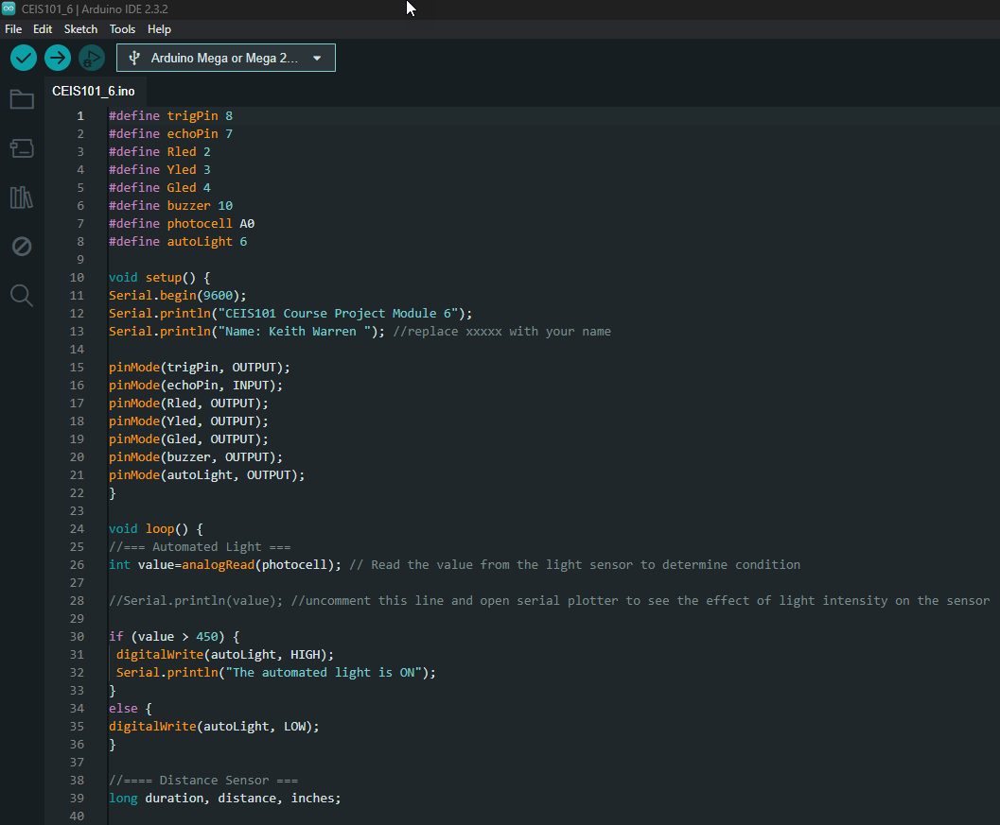 CEIS101_6 | Arduino IDE 2.3.2
File Edit Sketch Tools Help
Arduino Mega or Mega 2...
CEIS101_6.ino
1 #define trigPin 8
2 #define echoPin 7
3 #define Rled 2
4 #define Yled 3
5 #define Gled 4
6 #define buzzer 10
7 #define photocell A0
8 #define autoLight 6
9
10 void setup() {
11 Serial.begin(9600);
12 Serial.println("CEIS101 Course Project Module 6");
13 Serial.println("Name: Keith Warren "); //replace xxxxx with your name
14
15 pinMode(trigPin, OUTPUT);
16 pinMode(echoPin, INPUT);
17 pinMode(Rled, OUTPUT);
18 pinMode(Yled, OUTPUT);
19 pinMode(Gled, OUTPUT);
20 pinMode(buzzer, OUTPUT);
21 pinMode(autoLight, OUTPUT);
22 }
23
24 void loop() {
25 //=== Automated Light ===
26 int value=analogRead(photocell); // Read the value from the light sensor to determine condition
27
28 //Serial.println(value); //uncomment this line and open serial plotter to see the effect of light intensity on the sensor
29
30 if (value > 450) {
31  digitalWrite(autoLight, HIGH);
32  Serial.println("The automated light is ON");
33 }
34 else {
35 digitalWrite(autoLight, LOW);
36 }
37
38 //==== Distance Sensor ===
39 long duration, distance, inches;
40